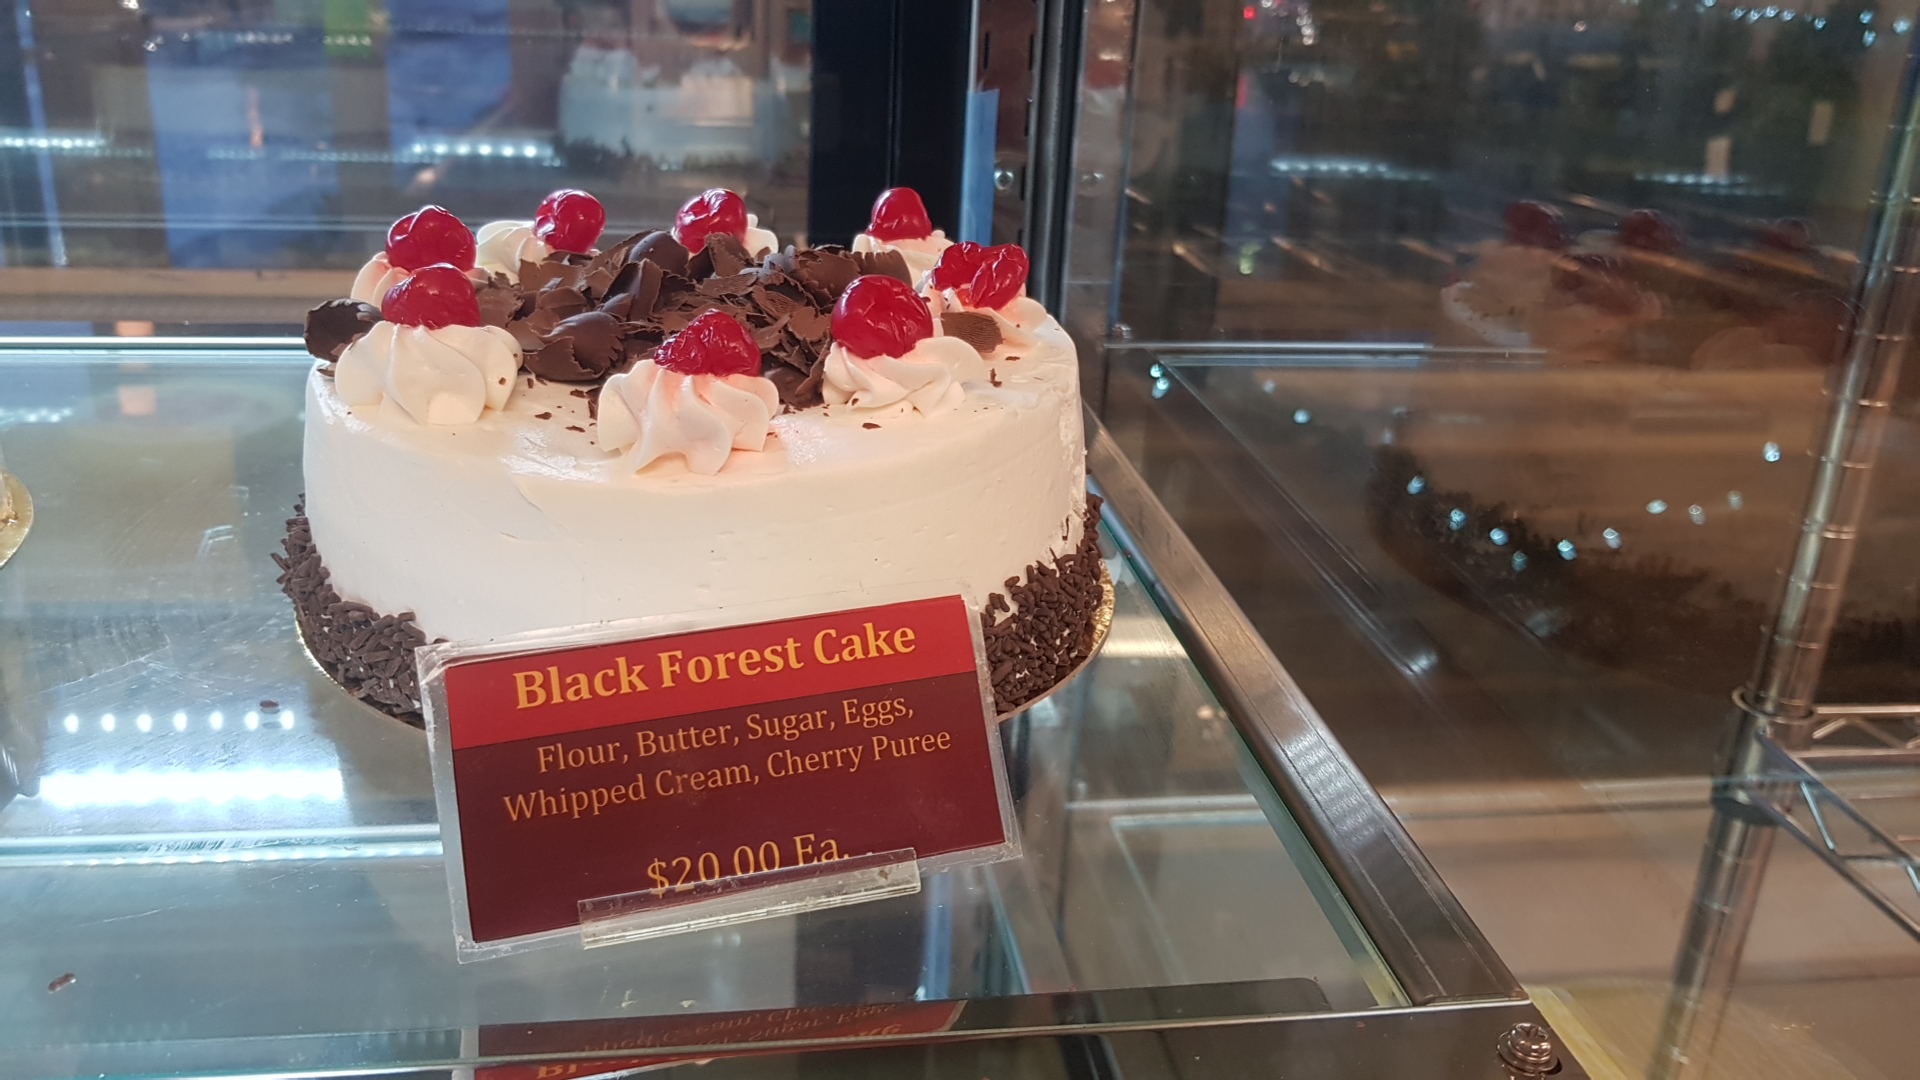 Black Forest Cake
Flour, Butter, Sugar, Eggs,
Whipped Cream, Cherry Puree
$20.00 Ea.